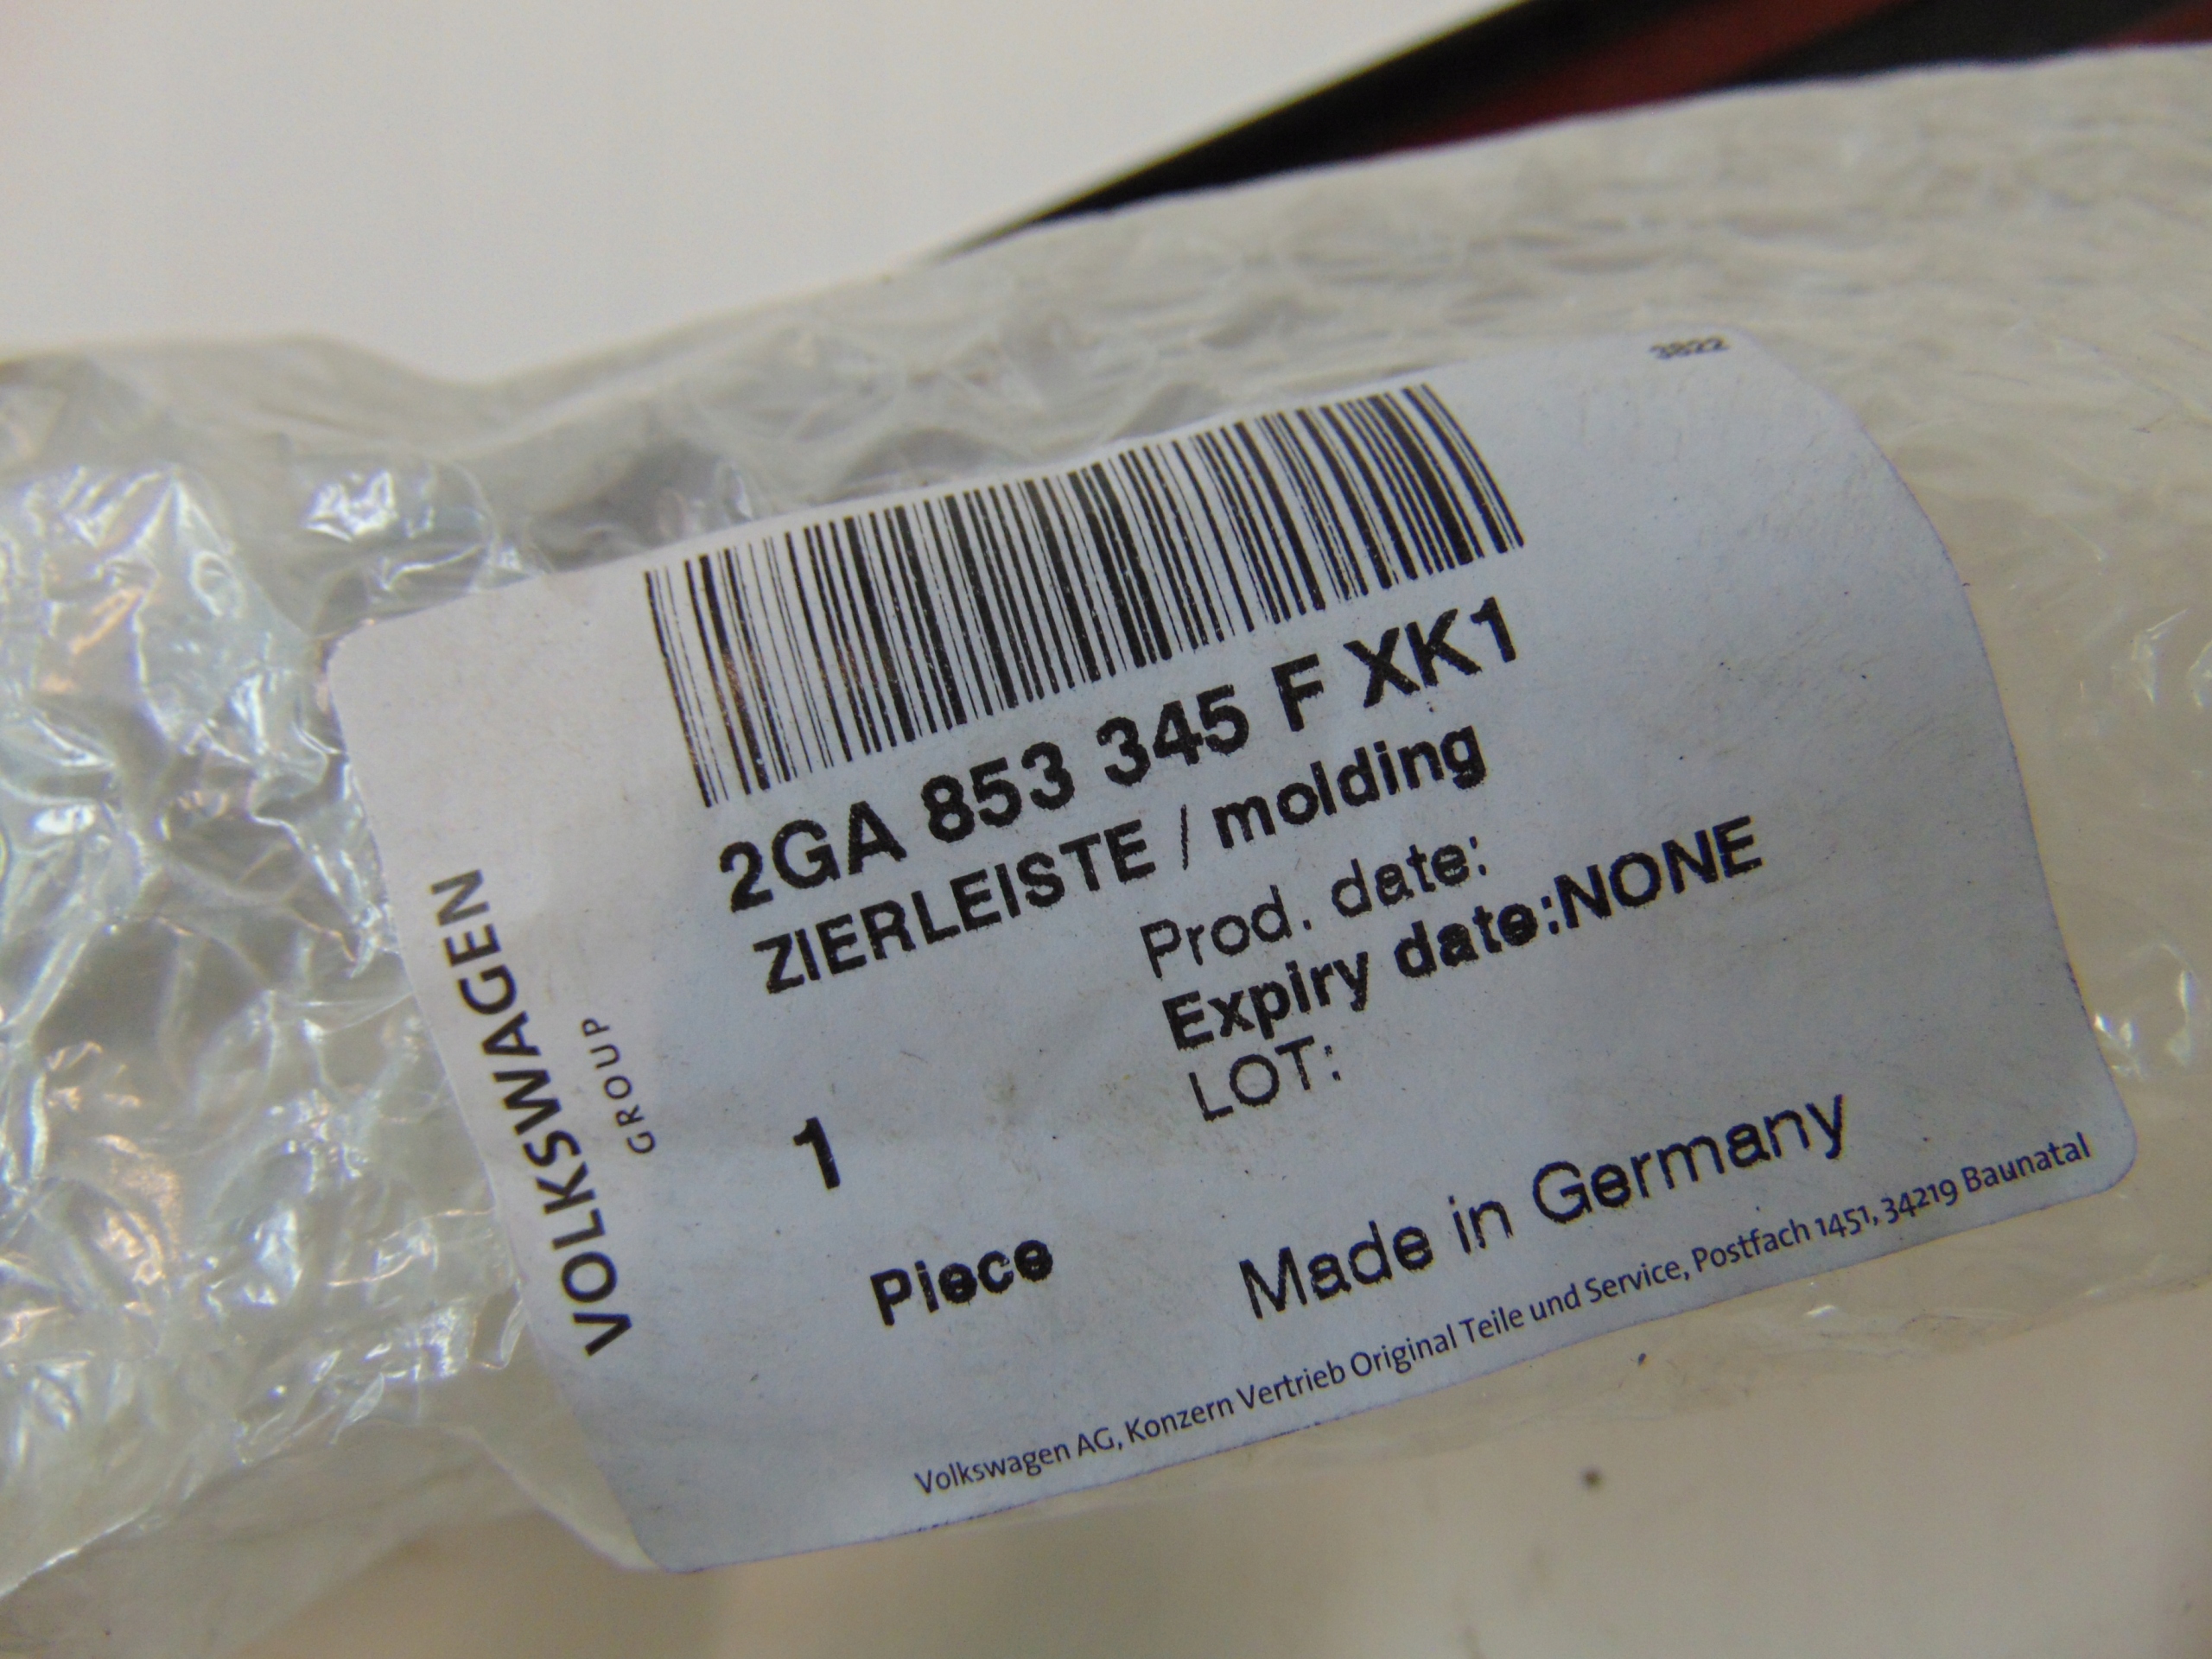 3822
2GA 853 345 F XK1
ZIERLEISTE / molding
Prod. date:
Expiry date:NONE
LOT:
1
Piece
Made in Germany
VOLKSWAGEN
GROUP
Volkswagen AG, Konzern Vertrieb Original Teile und Service, Postfach 1451, 34219 Baunatal